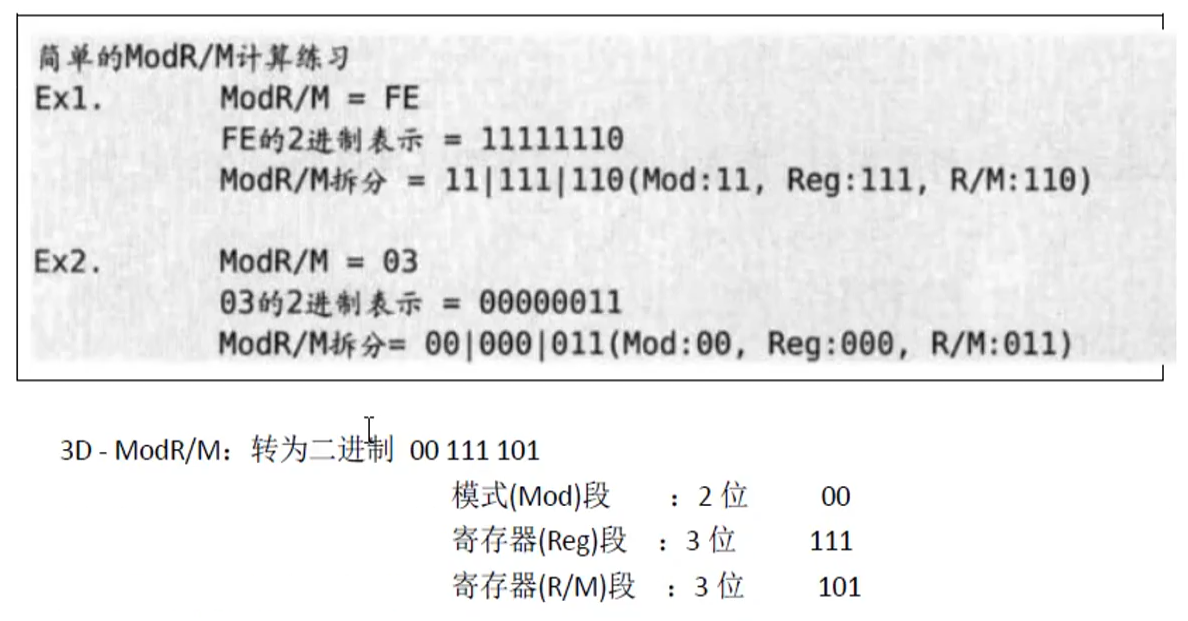 简单的ModR/M计算练习
Ex1. ModR/M = FE
FE的2进制表示 = 11111110
ModR/M拆分 = 11|111|110(Mod:11, Reg:111, R/M:110)
Ex2. ModR/M = 03
03的2进制表示 = 00000011
ModR/M拆分= 00|000|011(Mod:00, Reg:000, R/M:011)
3D - ModR/M：转为二进制 00 111 101
模式(Mod)段 ：2 位 00
寄存器(Reg)段 ：3 位 111
寄存器(R/M)段 ：3 位 101